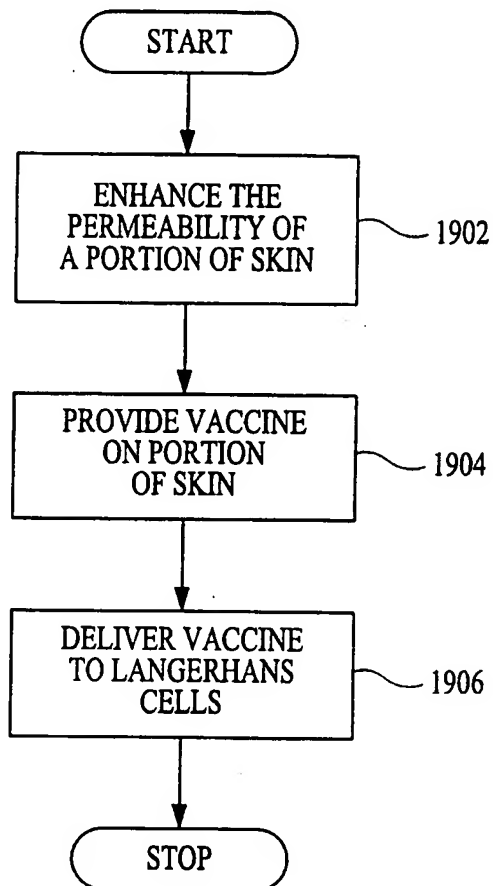 START
ENHANCE THE
PERMEABILITY OF
A PORTION OF SKIN
1902
PROVIDE VACCINE
ON PORTION
OF SKIN
1904
DELIVER VACCINE
TO LANGERHANS
CELLS
1906
STOP